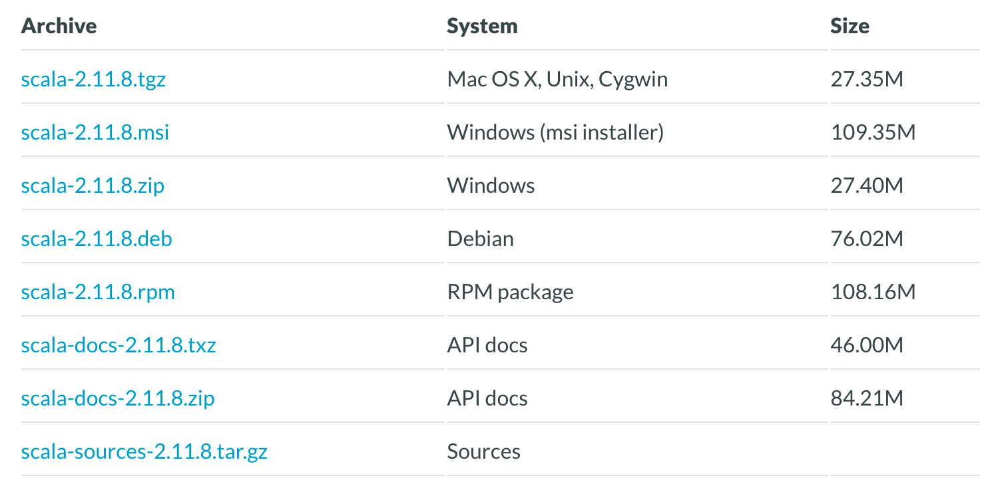 Archive System Size
scala-2.11.8.tgz Mac OS X, Unix, Cygwin 27.35M
scala-2.11.8.msi Windows (msi installer) 109.35M
scala-2.11.8.zip Windows 27.40M
scala-2.11.8.deb Debian 76.02M
scala-2.11.8.rpm RPM package 108.16M
scala-docs-2.11.8.txz API docs 46.00M
scala-docs-2.11.8.zip API docs 84.21M
scala-sources-2.11.8.tar.gz Sources